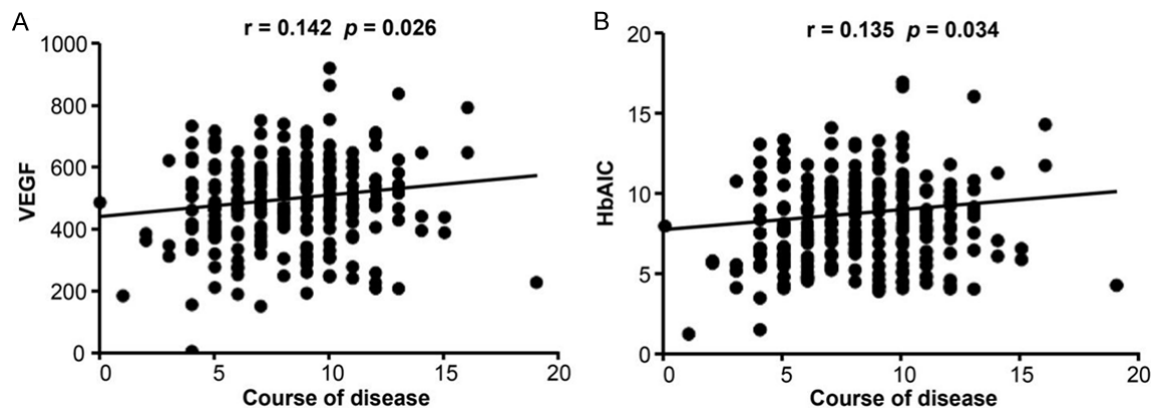 A
r = 0.142 p = 0.026
1000
800
600
400
200
0
VEGF
0 5 10 15 20
Course of disease
B
r = 0.135 p = 0.034
20
15
10
5
0
HbAIC
0 5 10 15 20
Course of disease